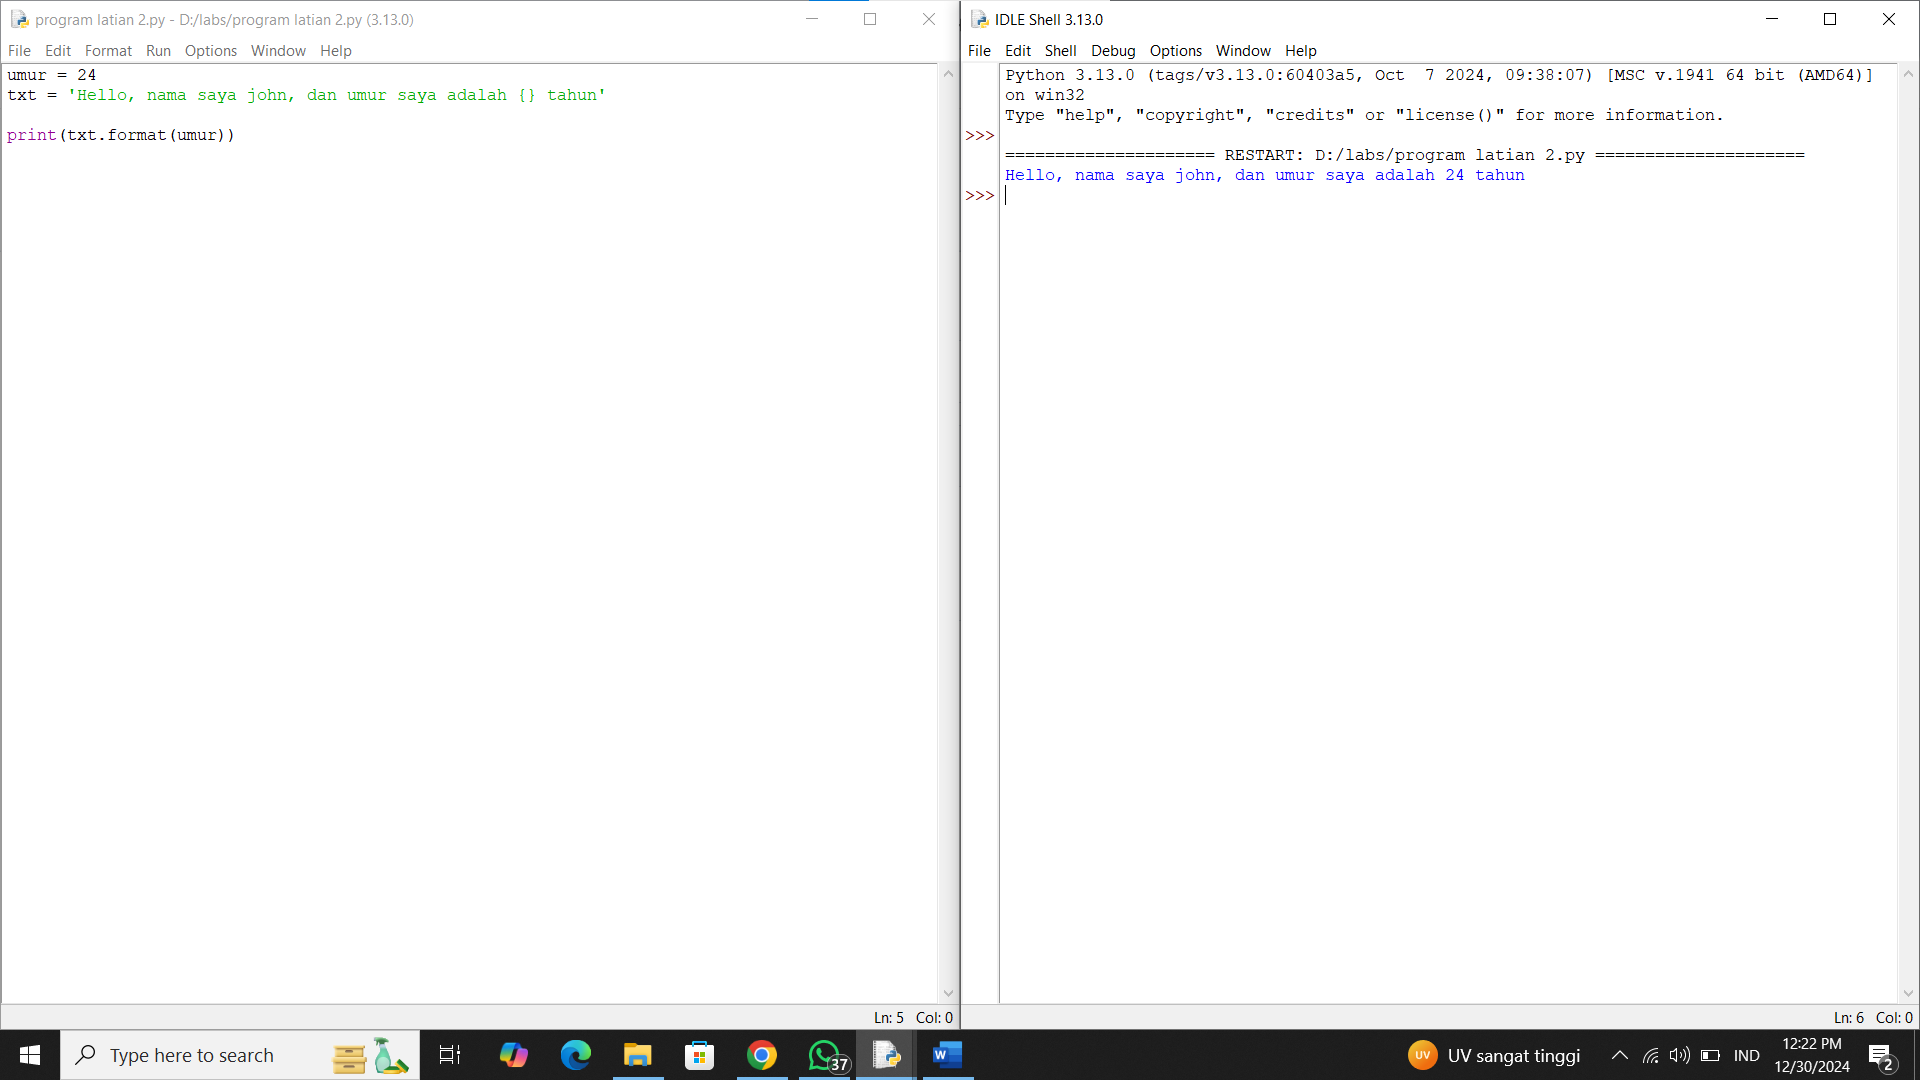 program latian 2.py - D:/labs/program latian 2.py (3.13.0)
File Edit Format Run Options Window Help
umur = 24
txt = 'Hello, nama saya john, dan umur saya adalah {} tahun'
print(txt.format(umur))
Ln: 5 Col: 0
IDLE Shell 3.13.0
File Edit Shell Debug Options Window Help
Python 3.13.0 (tags/v3.13.0:60403a5, Oct  7 2024, 09:38:07) [MSC v.1941 64 bit (AMD64)]
on win32
Type "help", "copyright", "credits" or "license()" for more information.
>>>
===================== RESTART: D:/labs/program latian 2.py =====================
Hello, nama saya john, dan umur saya adalah 24 tahun
>>>
Ln: 6 Col: 0
Type here to search
37
W
UV
UV sangat tinggi
IND
12:22 PM
12/30/2024
2